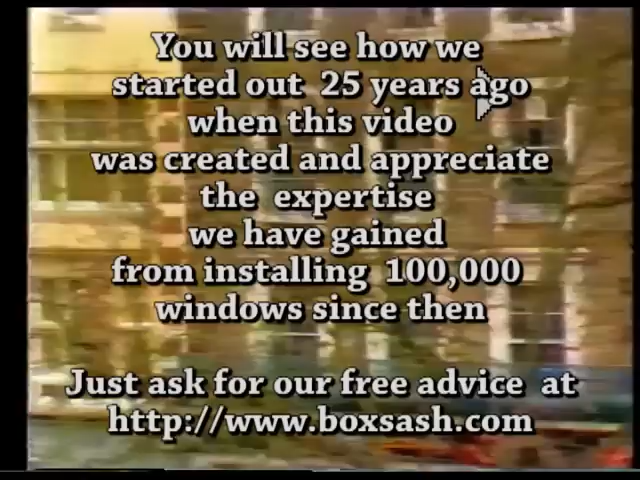 You will see how we
started out 25 years ago
when this video
was created and appreciate
the expertise
we have gained
from installing 100,000
windows since then
Just ask for our free advice at
http://www.boxsash.com